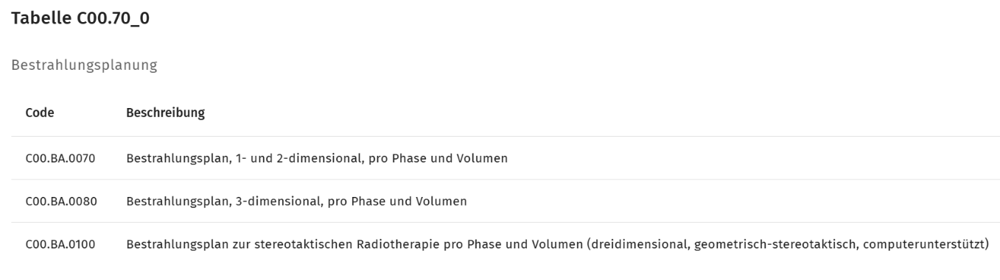 Tabelle C00.70_0
Bestrahlungsplanung
Code Beschreibung
C00.BA.0070 Bestrahlungsplan, 1- und 2-dimensional, pro Phase und Volumen
C00.BA.0080 Bestrahlungsplan, 3-dimensional, pro Phase und Volumen
C00.BA.0100 Bestrahlungsplan zur stereotaktischen Radiotherapie pro Phase und Volumen (dreidimensional, geometrisch-stereotaktisch, computerunterstützt)